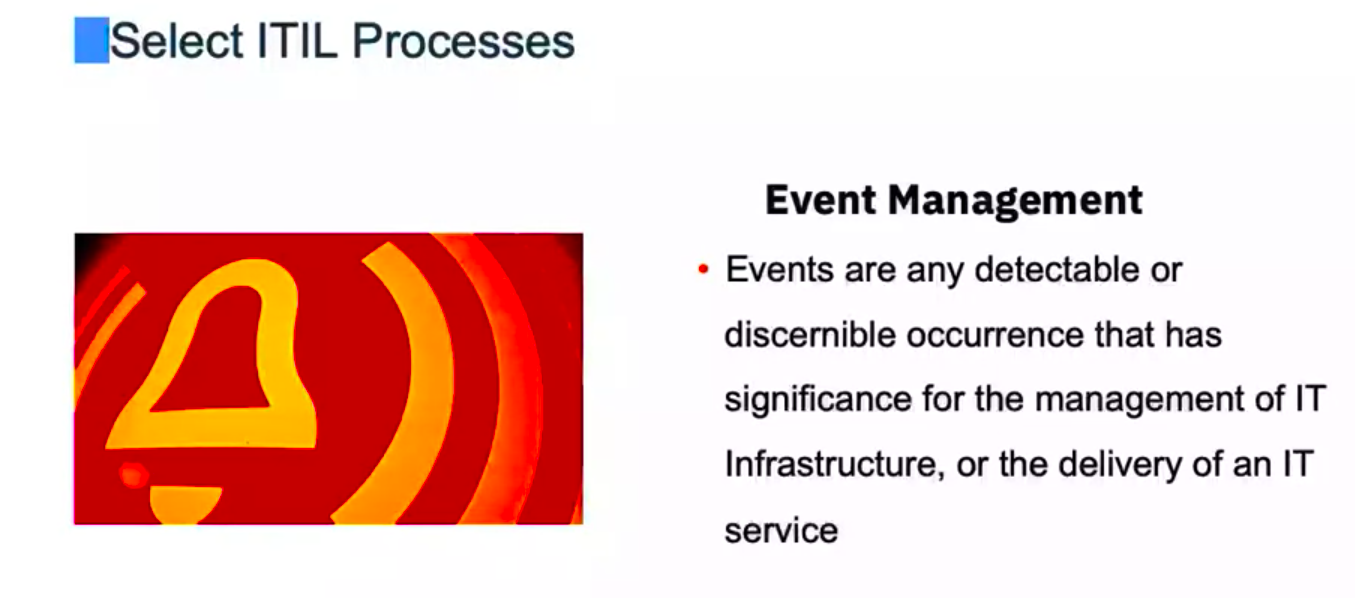 Select ITIL Processes
Event Management
• Events are any detectable or
discernible occurrence that has
significance for the management of IT
Infrastructure, or the delivery of an IT
service